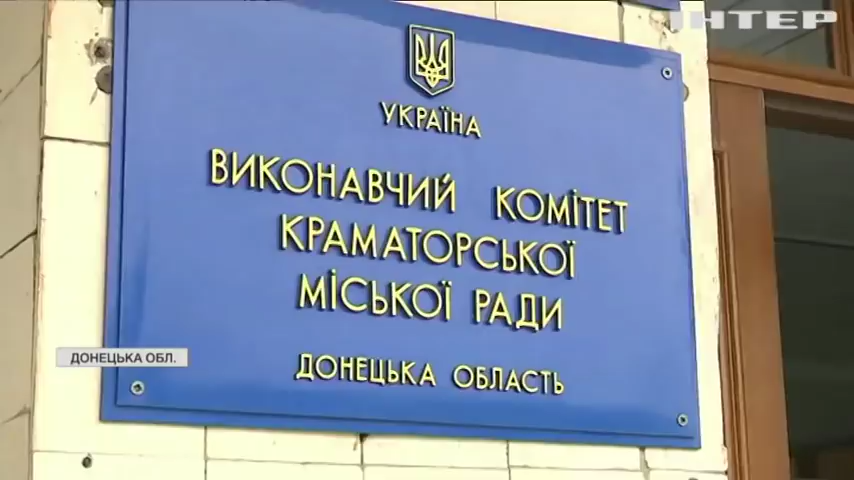 ІНТЕР
УКРАЇНА
ВИКОНАВЧИЙ КОМІТЕТ
КРАМАТОРСЬКОЇ
МІСЬКОЇ РАДИ
ДОНЕЦЬКА ОБЛ.
ДОНЕЦЬКА ОБЛАСТЬ